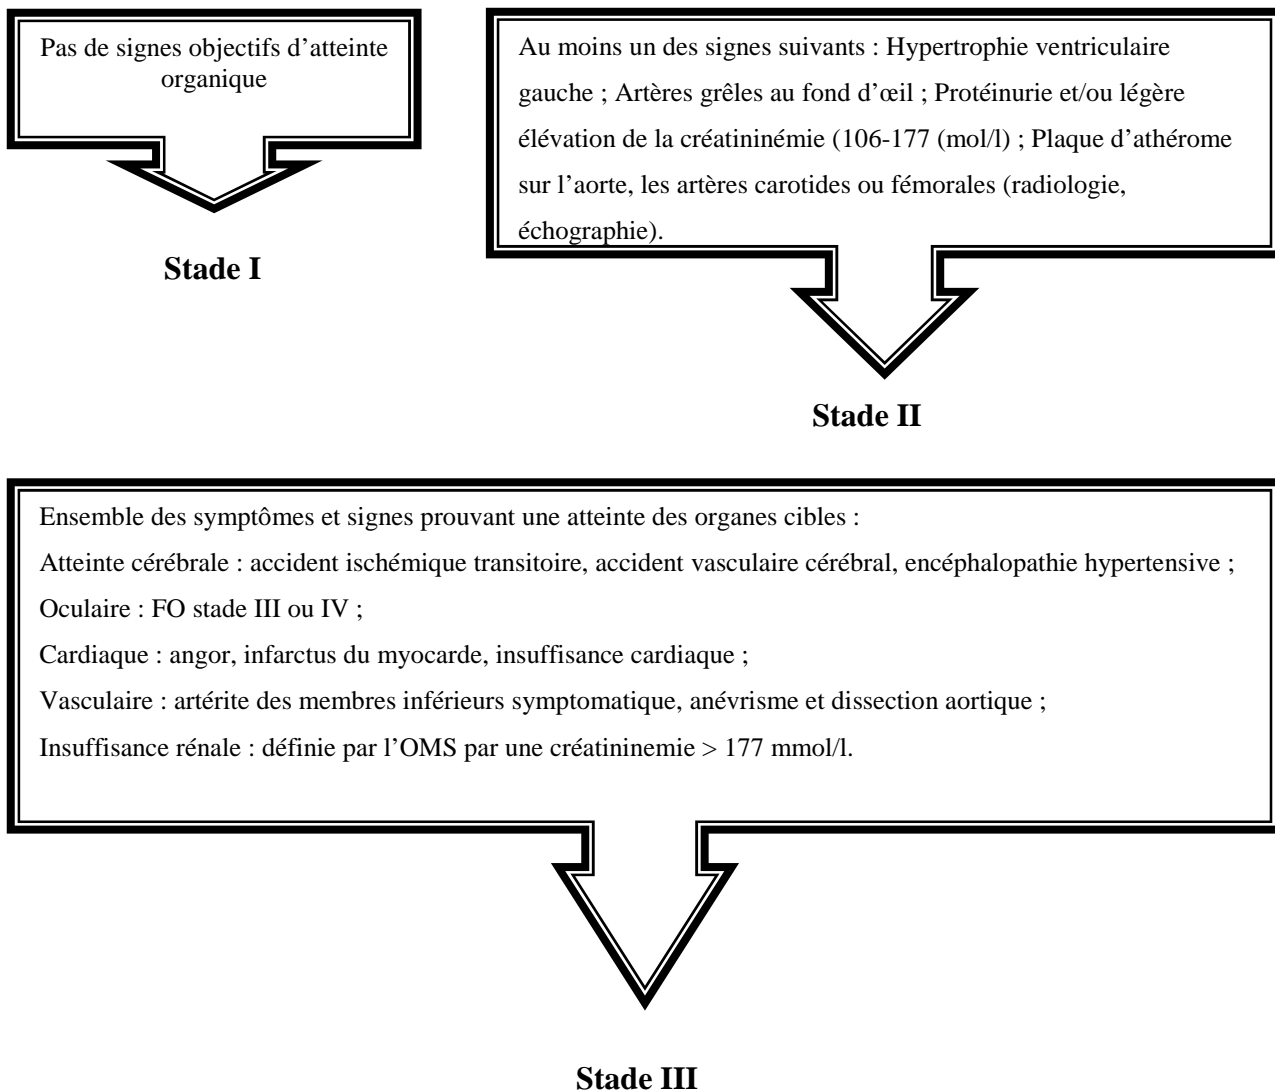 Pas de signes objectifs d’atteinte
organique
Stade I
Au moins un des signes suivants : Hypertrophie ventriculaire
gauche ; Artères grêles au fond d’œil ; Protéinurie et/ou légère
élévation de la créatininémie (106-177 (mol/l) ; Plaque d’athérome
sur l’aorte, les artères carotides ou fémorales (radiologie,
échographie).
Stade II
Ensemble des symptômes et signes prouvant une atteinte des organes cibles :
Atteinte cérébrale : accident ischémique transitoire, accident vasculaire cérébral, encéphalopathie hypertensive ;
Oculaire : FO stade III ou IV ;
Cardiaque : angor, infarctus du myocarde, insuffisance cardiaque ;
Vasculaire : artérite des membres inférieurs symptomatique, anévrisme et dissection aortique ;
Insuffisance rénale : définie par l’OMS par une créatininemie > 177 mmol/l.
Stade III